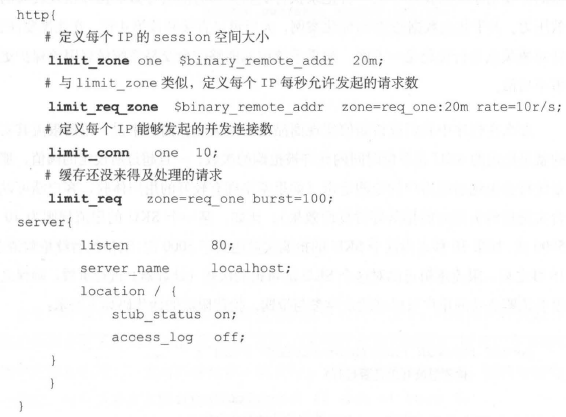 http{
# 定义每个 IP 的 session 空间大小
limit_zone one $binary_remote_addr 20m;
# 与 limit_zone 类似，定义每个 IP 每秒允许发起的请求数
limit_req_zone $binary_remote_addr zone=req_one:20m rate=10r/s;
# 定义每个 IP 能够发起的并发连接数
limit_conn one 10;
# 缓存还没来得及处理的请求
limit_req zone=req_one burst=100;
server{
listen 80;
serzer_name localhost;
location / {
stub_status on;
access_log off;
}
}
}